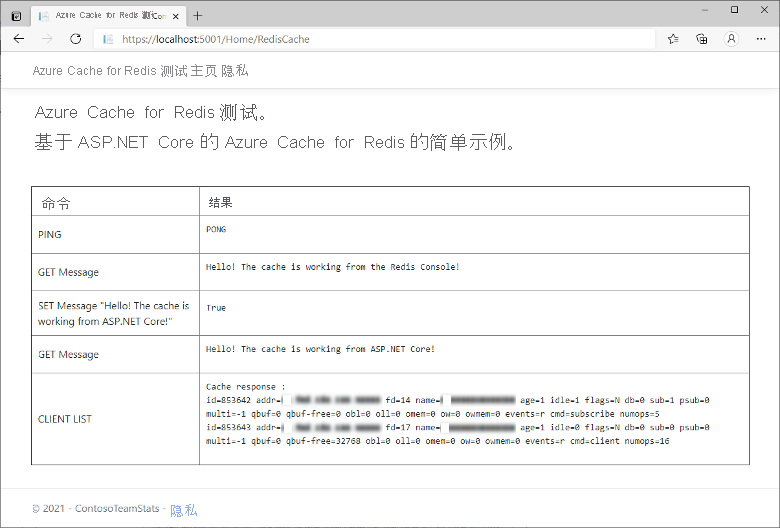 Azure Cache for Redis 测试
https://localhost:5001/Home/RedisCache
Azure Cache for Redis 测试 主页 隐私
Azure Cache for Redis 测试。
基于 ASP.NET Core 的 Azure Cache for Redis 的简单示例。
命令 结果
PING PONG
GET Message Hello! The cache is working from the Redis Console!
SET Message "Hello! The cache is
working from ASP.NET Core!"
True
GET Message Hello! The cache is working from ASP.NET Core!
CLIENT LIST
Cache response :
id=853642 addr= fd=14 name= age=1 idle=1 flags=N db=0 sub=1 psub=0
multi=-1 qbuf=0 qbuf-free=0 obl=0 oll=0 omem=0 ow=0 owmem=0 events=r cmd=subscribe numops=5
id=853643 addr= fd=17 name= age=1 idle=0 flags=N db=0 sub=0 psub=0
multi=-1 qbuf=0 qbuf-free=32768 obl=0 oll=0 omem=0 ow=0 owmem=0 events=r cmd=client numops=16
© 2021 - ContosoTeamStats - 隐私